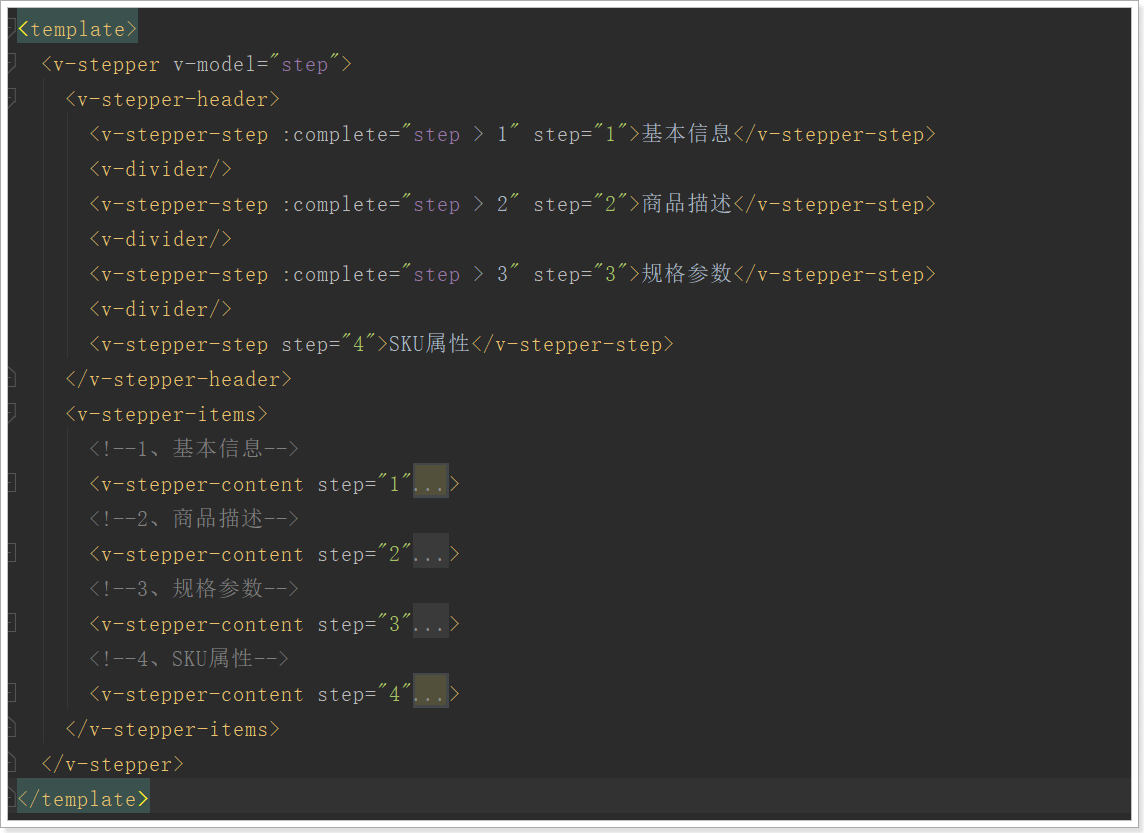 <template>
<v-stepper v-model="step">
<v-stepper-header>
<v-stepper-step :complete="step > 1" step="1">基本信息</v-stepper-step>
<v-divider/>
<v-stepper-step :complete="step > 2" step="2">商品描述</v-stepper-step>
<v-divider/>
<v-stepper-step :complete="step > 3" step="3">规格参数</v-stepper-step>
<v-divider/>
<v-stepper-step step="4">SKU属性</v-stepper-step>
</v-stepper-header>
<v-stepper-items>
<!--1、基本信息-->
<v-stepper-content step="1"...>
<!--2、商品描述-->
<v-stepper-content step="2"...>
<!--3、规格参数-->
<v-stepper-content step="3"...>
<!--4、SKU属性-->
<v-stepper-content step="4"...>
</v-stepper-items>
</v-stepper>
</template>